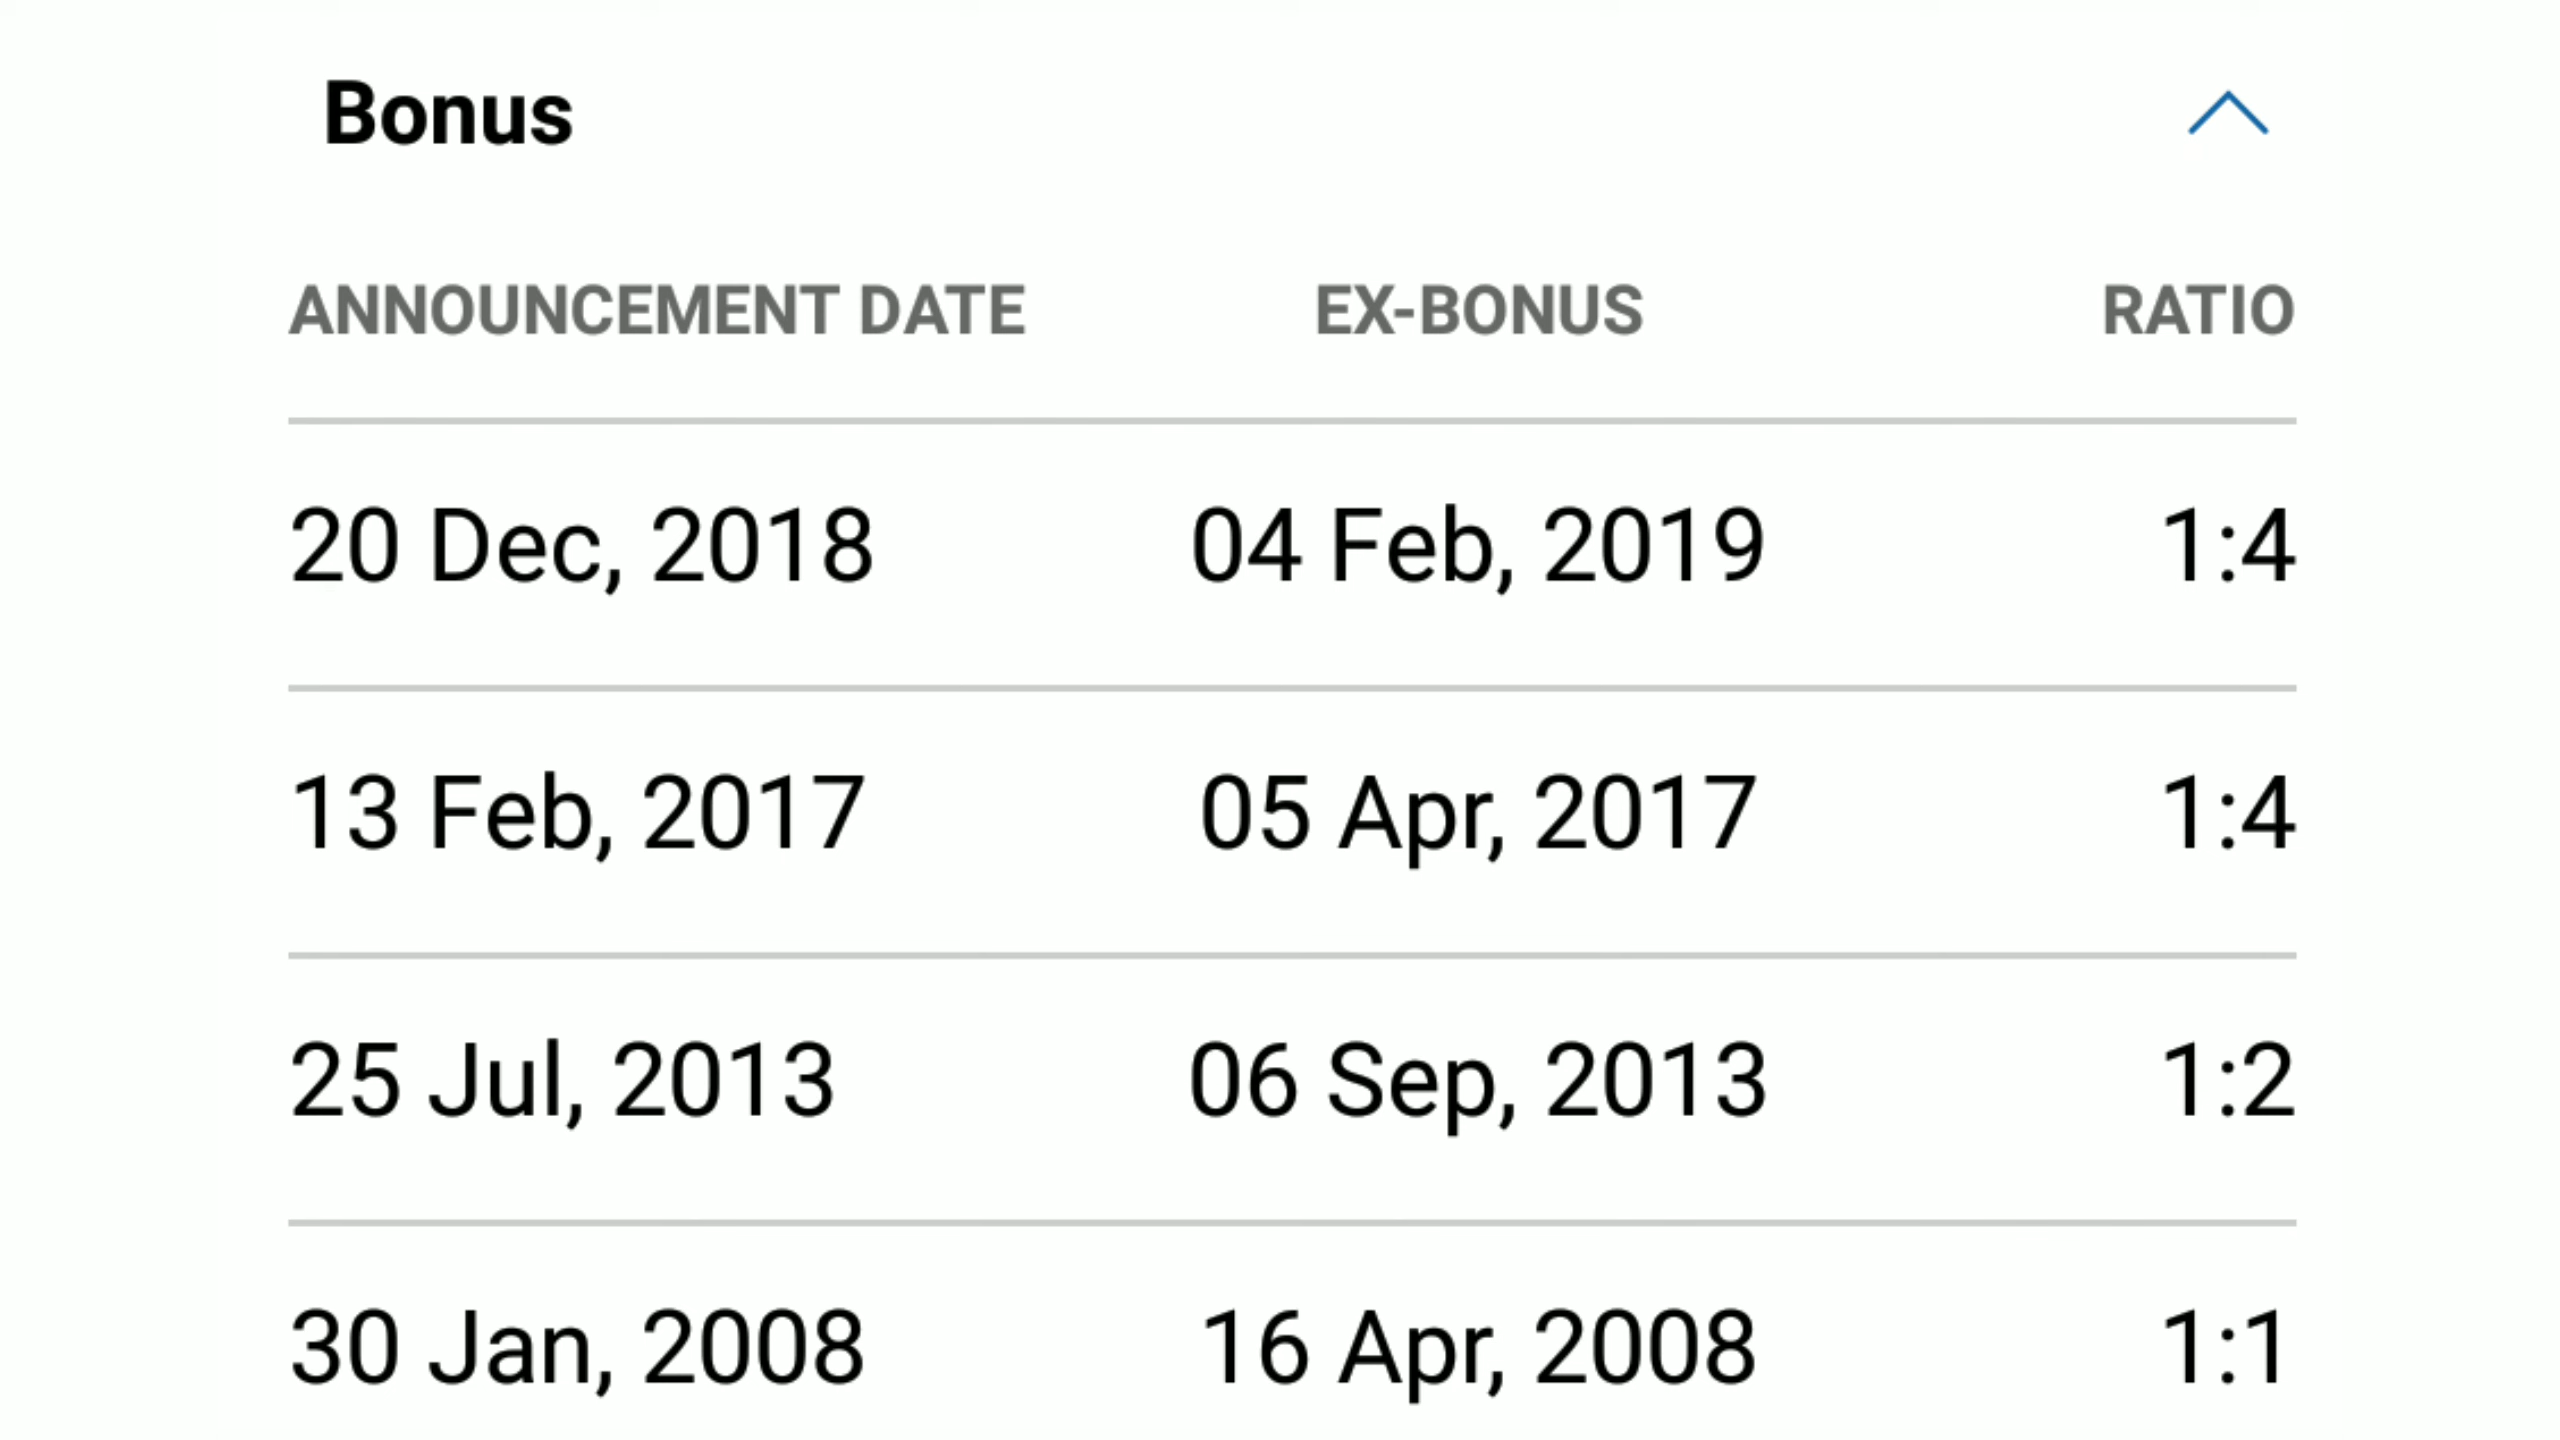 Bonus
ANNOUNCEMENT DATE EX-BONUS RATIO
20 Dec, 2018 04 Feb, 2019 1:4
13 Feb, 2017 05 Apr, 2017 1:4
25 Jul, 2013 06 Sep, 2013 1:2
30 Jan, 2008 16 Apr, 2008 1:1